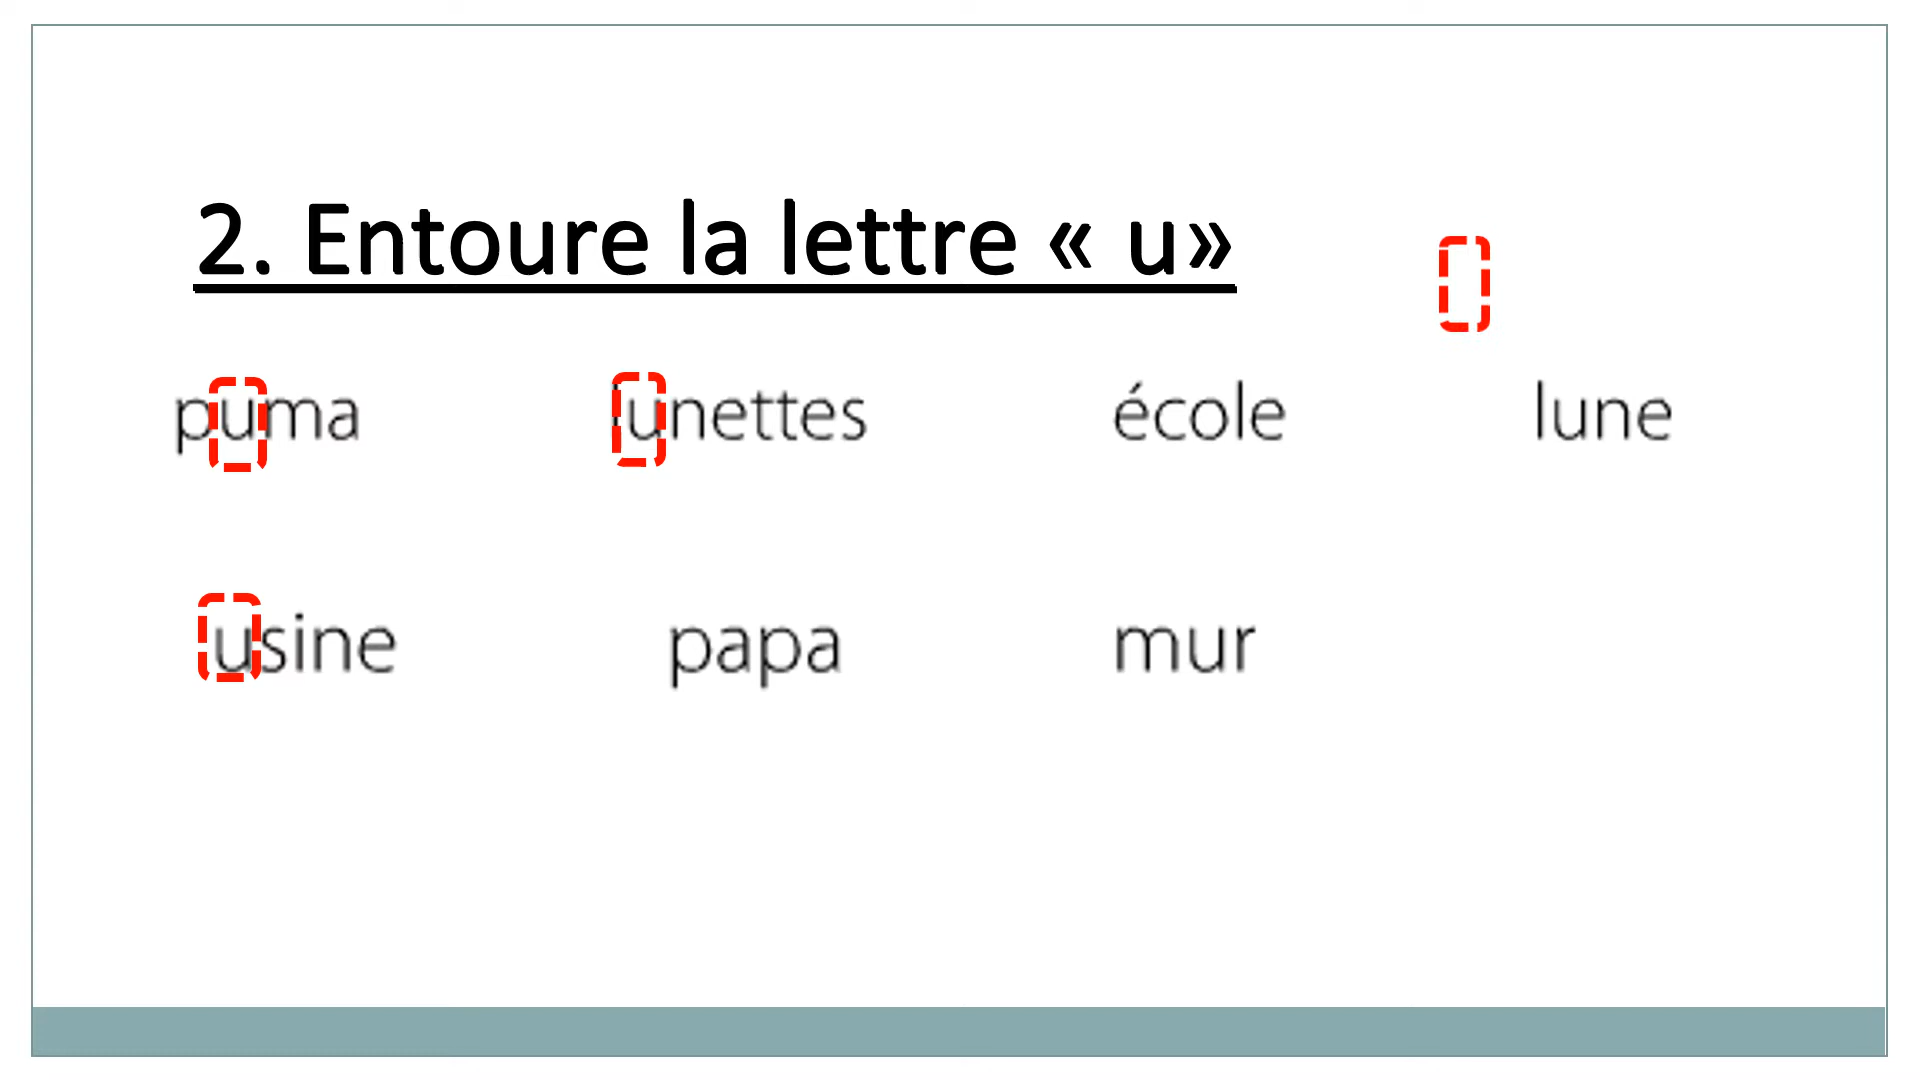 2. Entoure la lettre « u»
puma lunettes école lune
usine papa mur